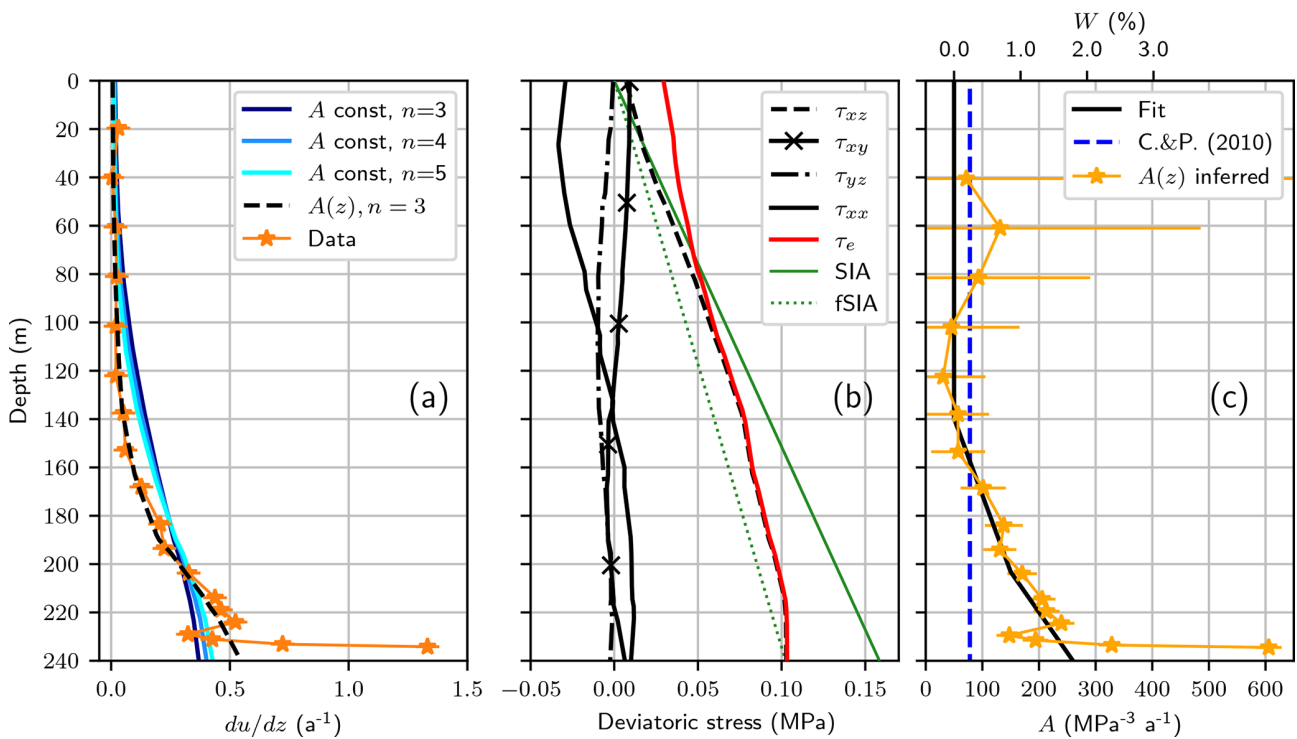 W (%)
0.0 1.0 2.0 3.0
0
20
40
60
80
100
120
140
160
180
200
220
240
Depth (m)
A const, n=3
A const, n=4
A const, n=5
A(z), n = 3
Data
(a)
0.0 0.5 1.0 1.5
du/dz (a⁻¹)
τxz
τxy
τyz
τxx
τe
SIA
fSIA
(b)
−0.05 0.00 0.05 0.10
Deviatoric stress (MPa)
Fit
C.&P. (2010)
A(z) inferred
(c)
0 100 200 300 400 500 600
A (MPa⁻³ a⁻¹)